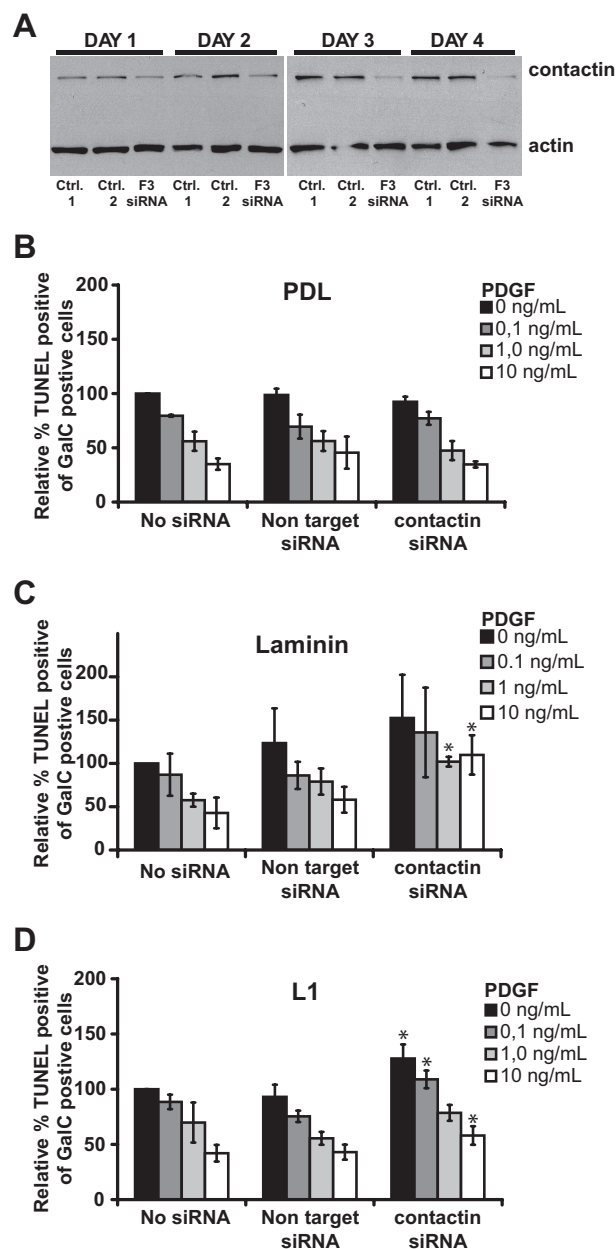 A
DAY 1 DAY 2 DAY 3 DAY 4
contactin
actin
Ctrl. 1 Ctrl. 2 F3 siRNA Ctrl. 1 Ctrl. 2 F3 siRNA Ctrl. 1 Ctrl. 2 F3 siRNA Ctrl. 1 Ctrl. 2 F3 siRNA
B
PDL
Relative % TUNEL positive
of GalC postive cells
200
150
100
50
0
No siRNA
Non target
siRNA
contactin
siRNA
PDGF
0 ng/mL
0,1 ng/mL
1,0 ng/mL
10 ng/mL
C
Laminin
Relative % TUNEL positive
of GalC postive cells
200
150
100
50
0
* *
No siRNA
Non target
siRNA
contactin
siRNA
PDGF
0 ng/mL
0.1 ng/mL
1 ng/mL
10 ng/mL
D
L1
Relative % TUNEL positive
of GalC postive cells
200
150
100
50
0
* * *
No siRNA
Non target
siRNA
contactin
siRNA
PDGF
0 ng/mL
0,1 ng/mL
1,0 ng/mL
10 ng/mL